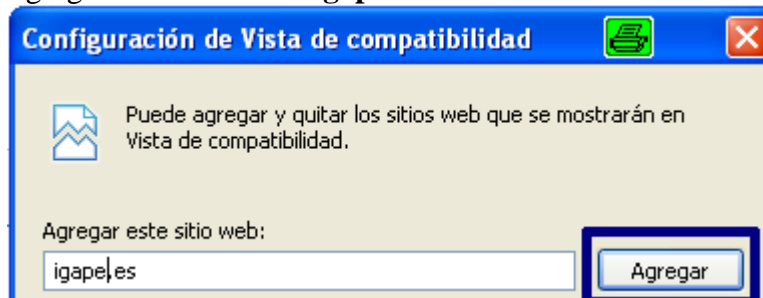 Configuración de Vista de compatibilidad
Puede agregar y quitar los sitios web que se mostrarán en
Vista de compatibilidad.
Agregar este sitio web:
igape.es
Agregar